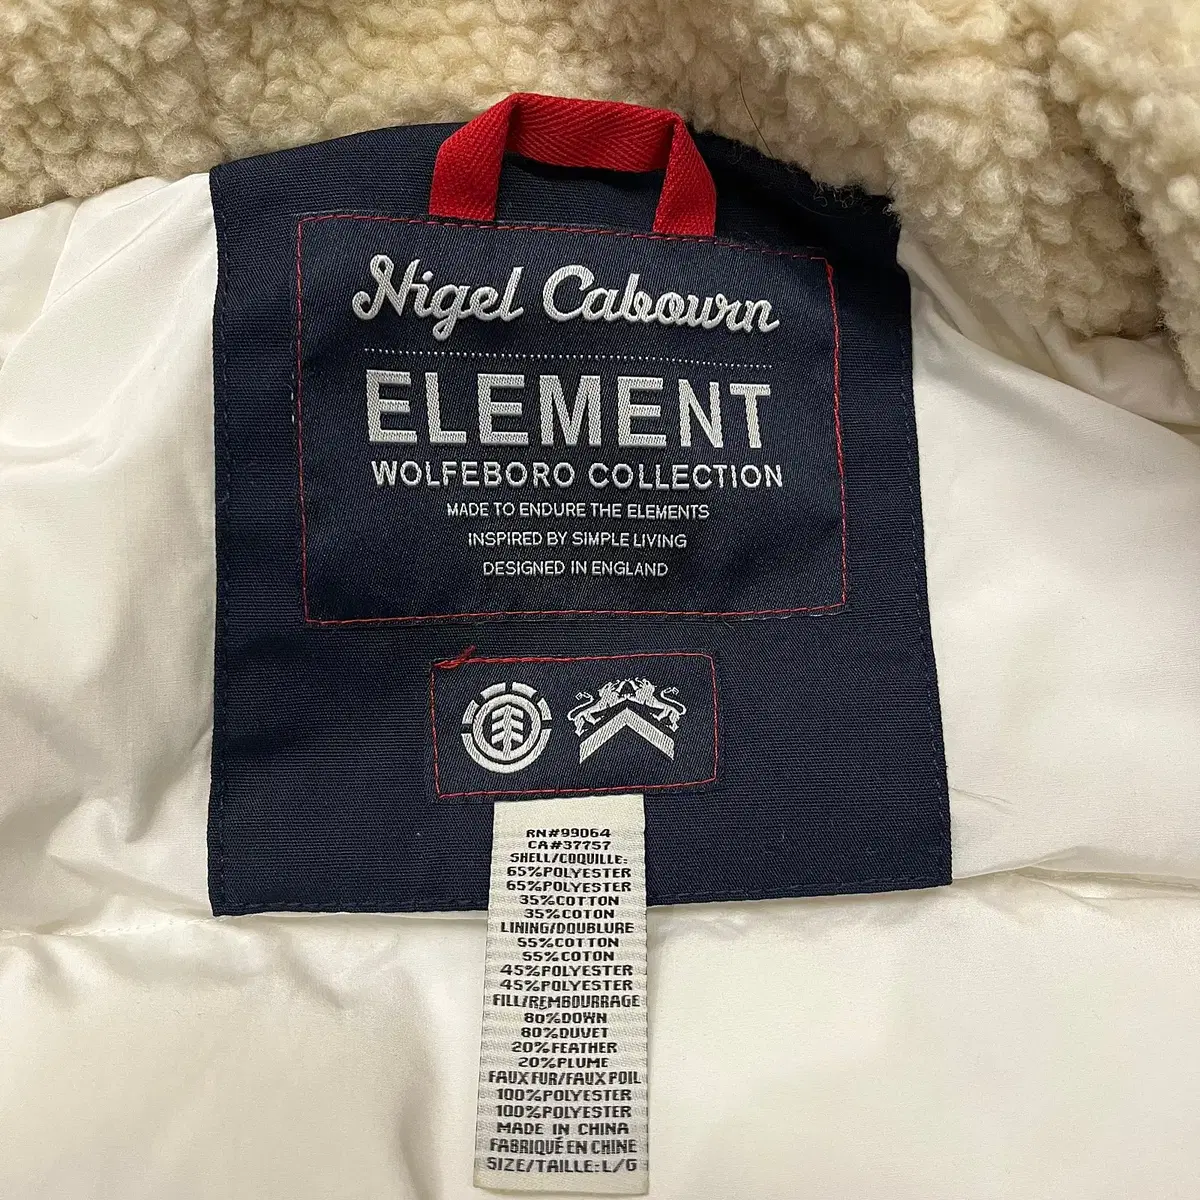 Nigel Cabourn
ELEMENT
WOLFEBORO COLLECTION
MADE TO ENDURE THE ELEMENTS
INSPIRED BY SIMPLE LIVING
DESIGNED IN ENGLAND
RN#99064
CA#37757
SHELL/COQUILLE:
65%POLYESTER
65%POLYESTER
35%COTTON
35%COTON
LINING/DOUBLURE
55%COTTON
55%COTON
45%POLYESTER
45%POLYESTER
FILL/REMBOURRAGE
80%DOWN
80%DUVET
20%FEATHER
20%PLUME
FAUX FUR/FAUX POIL
100%POLYESTER
100%POLYESTER
MADE IN CHINA
FABRIQUÉ EN CHINE
SIZE/TAILLE:L/G